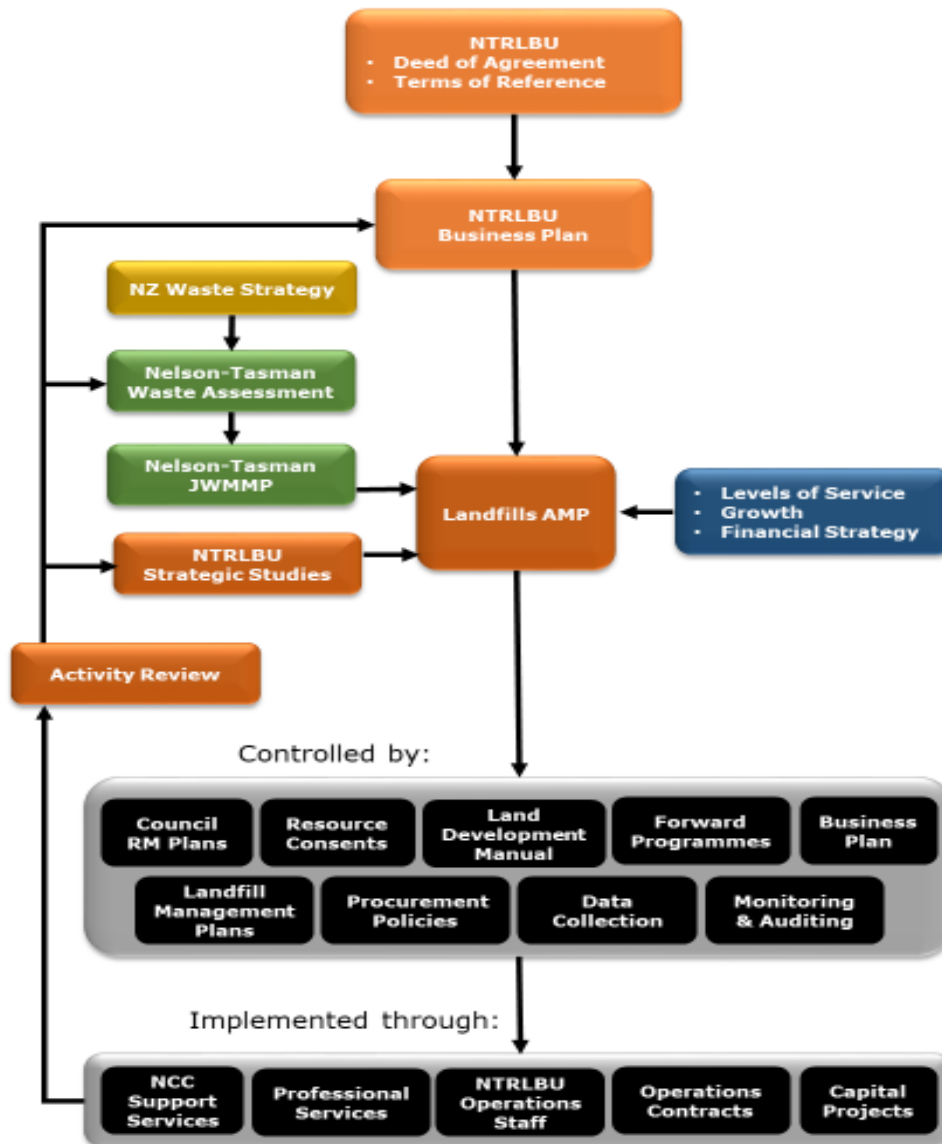 NTRLBU
• Deed of Agreement
• Terms of Reference
NTRLBU
Business Plan
NZ Waste Strategy
Nelson-Tasman
Waste Assessment
Nelson-Tasman
JWMMP
Landfills AMP
• Levels of Service
• Growth
• Financial Strategy
NTRLBU
Strategic Studies
Activity Review
Controlled by:
Council
RM Plans
Resource
Consents
Land
Development
Manual
Forward
Programmes
Business
Plan
Landfill
Management
Plans
Procurement
Policies
Data
Collection
Monitoring
& Auditing
Implemented through:
NCC
Support
Services
Professional
Services
NTRLBU
Operations
Staff
Operations
Contracts
Capital
Projects